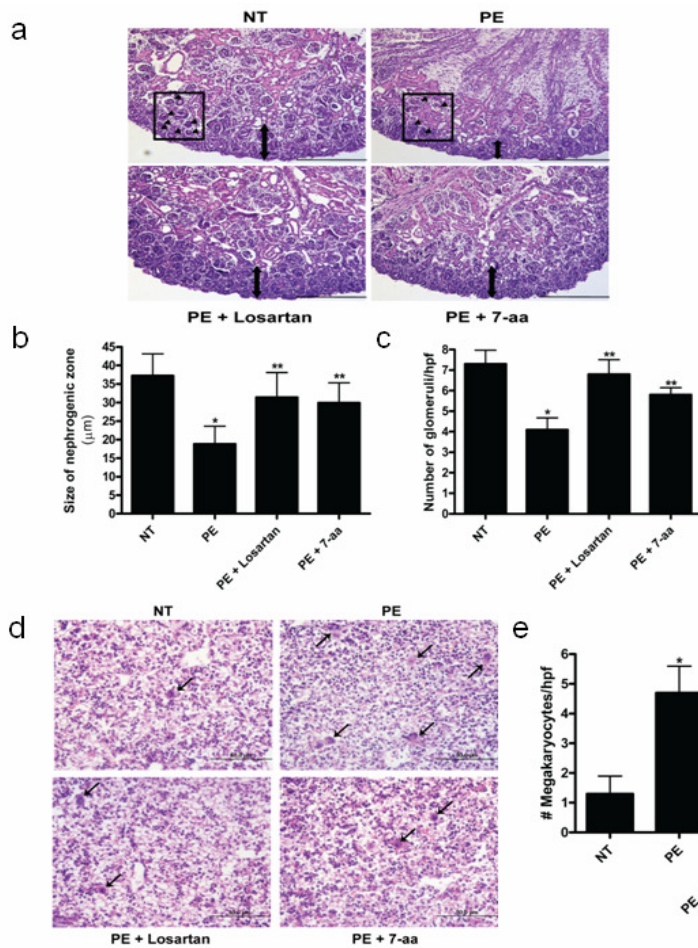 a
NT PE
PE + Losartan PE + 7-aa
b
Size of nephrogenic zone
(μm)
45
40
35
30
25
20
15
10
5
0
*
**
**
NT
PE
PE + Losartan
PE + 7-aa
c
Number of glomeruli/hpf
8
7
6
5
4
3
2
1
0
*
**
**
NT
PE
PE + Losartan
PE + 7-aa
d
NT PE
PE + Losartan PE + 7-aa
e
# Megakaryocytes/hpf
6
5
4
3
2
1
0
*
NT
PE
PE